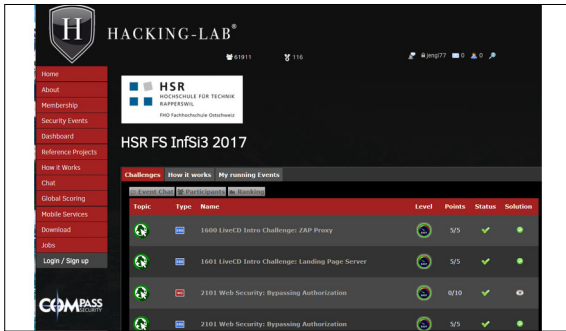 H
HACKING-LAB®
61911 116 jengl77 0 0
Home
About
Membership
Security Events
Dashboard
Reference Projects
How it Works
Chat
Global Scoring
Mobile Services
Download
Jobs
Login / Sign up
COMPASS
SECURITY
HSR
HOCHSCHULE FÜR TECHNIK
RAPPERSWIL
FHO Fachhochschule Ostschweiz
HSR FS InfSi3 2017
Challenges How it works My running Events
Event Chat Participants Ranking
Topic Type Name Level Points Status Solution
1600 LiveCD Intro Challenge: ZAP Proxy 5/5
1601 LiveCD Intro Challenge: Landing Page Server 5/5
2101 Web Security: Bypassing Authorization 0/10
2101 Web Security: Bypassing Authorization 5/5